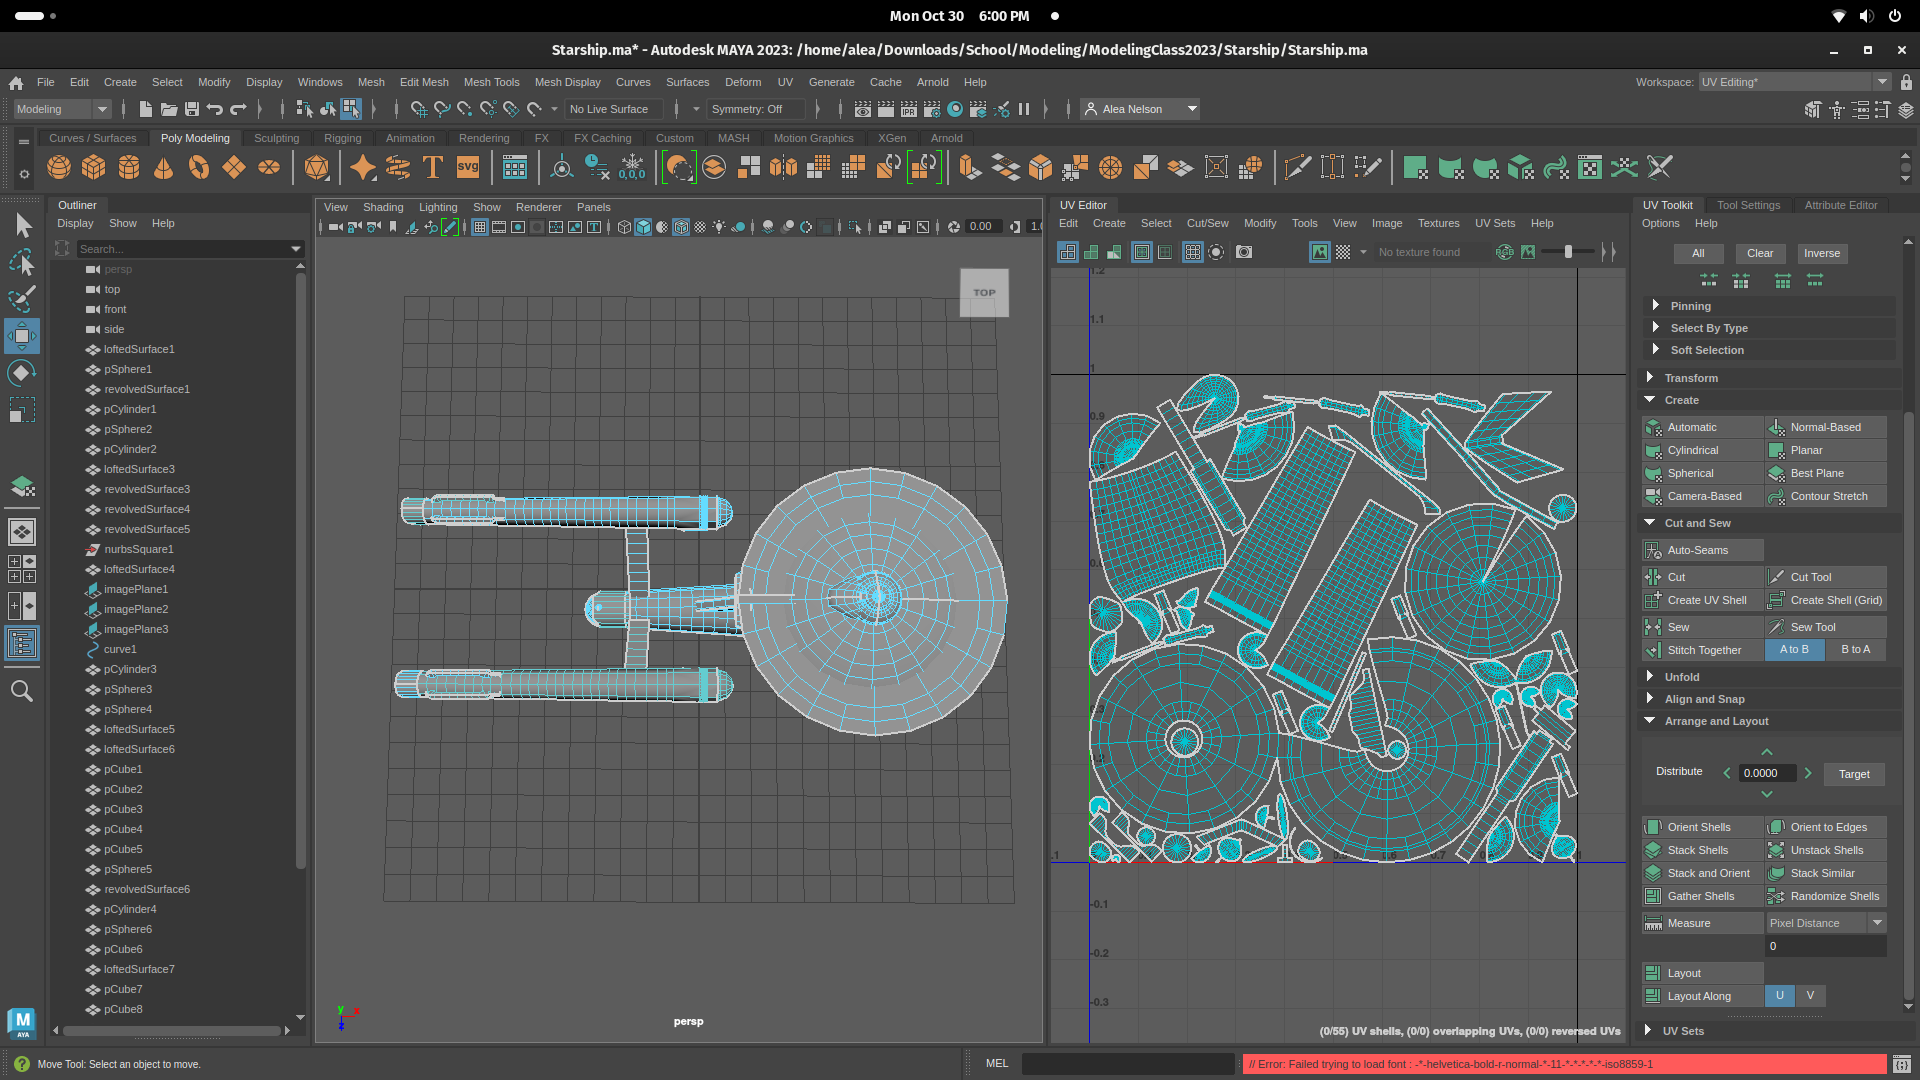 Mon Oct 30 6:00 PM
Starship.ma* - Autodesk MAYA 2023: /home/alea/Downloads/School/Modeling/ModelingClass2023/Starship/Starship.ma
File Edit Create Select Modify Display Windows Mesh Edit Mesh Mesh Tools Mesh Display Curves Surfaces Deform UV Generate Cache Arnold Help
Workspace: UV Editing*
Modeling
No Live Surface
Symmetry: Off
Alea Nelson
Curves / Surfaces Poly Modeling Sculpting Rigging Animation Rendering FX FX Caching Custom MASH Motion Graphics XGen Arnold
svg
0,0,0
IPR
Outliner
Display Show Help
Search...
persp
top
front
side
loftedSurface1
pSphere1
revolvedSurface1
pCylinder1
pSphere2
pCylinder2
loftedSurface3
revolvedSurface3
revolvedSurface4
revolvedSurface5
nurbsSquare1
loftedSurface4
imagePlane1
imagePlane2
imagePlane3
curve1
pCylinder3
pSphere3
pSphere4
loftedSurface5
loftedSurface6
pCube1
pCube2
pCube3
pCube4
pCube5
pSphere5
revolvedSurface6
pCylinder4
pSphere6
pCube6
loftedSurface7
pCube7
pCube8
View Shading Lighting Show Renderer Panels
0.00
TOP
persp
y
x
z
UV Editor
Edit Create Select Cut/Sew Modify Tools View Image Textures UV Sets Help
No texture found
RGB
1.2
1.1
1
0.9
0.7
-0.1
-0.2
-0.3
(0/55) UV shells, (0/0) overlapping UVs, (0/0) reversed UVs
UV Toolkit Tool Settings Attribute Editor
Options Help
All Clear Inverse
Pinning
Select By Type
Soft Selection
Transform
Create
Automatic Normal-Based
Cylindrical Planar
Spherical Best Plane
Camera-Based Contour Stretch
Cut and Sew
Auto-Seams
Cut Cut Tool
Create UV Shell Create Shell (Grid)
Sew Sew Tool
Stitch Together A to B B to A
Unfold
Align and Snap
Arrange and Layout
Distribute 0.0000 Target
Orient Shells Orient to Edges
Stack Shells Unstack Shells
Stack and Orient Stack Similar
Gather Shells Randomize Shells
Measure Pixel Distance
0
Layout
Layout Along U V
UV Sets
M
AYA
Move Tool: Select an object to move.
MEL
// Error: Failed trying to load font : -*-helvetica-bold-r-normal-*-11-*-*-*-*-*-iso8859-1